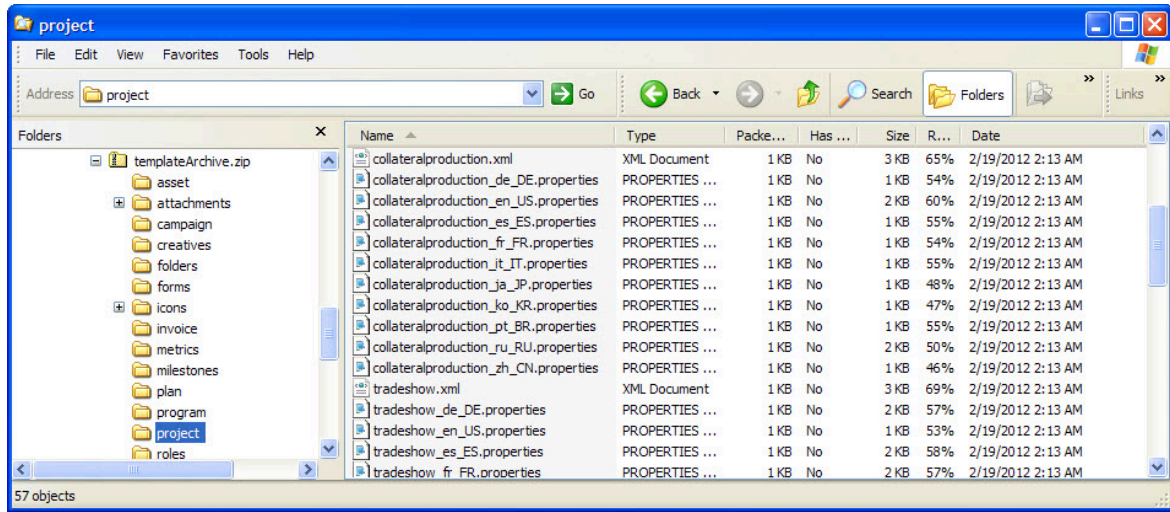 project
File Edit View Favorites Tools Help
Address project Go Back Search Folders » Links »
Folders x Name Type Packe... Has ... Size R... Date
templateArchive.zip
asset
attachments
campaign
creatives
folders
forms
icons
invoice
metrics
milestones
plan
program
project
roles
collateralproduction.xml XML Document 1 KB No 3 KB 65% 2/19/2012 2:13 AM
collateralproduction_de_DE.properties PROPERTIES ... 1 KB No 1 KB 54% 2/19/2012 2:13 AM
collateralproduction_en_US.properties PROPERTIES ... 1 KB No 2 KB 60% 2/19/2012 2:13 AM
collateralproduction_es_ES.properties PROPERTIES ... 1 KB No 1 KB 55% 2/19/2012 2:13 AM
collateralproduction_fr_FR.properties PROPERTIES ... 1 KB No 1 KB 54% 2/19/2012 2:13 AM
collateralproduction_it_IT.properties PROPERTIES ... 1 KB No 1 KB 55% 2/19/2012 2:13 AM
collateralproduction_ja_JP.properties PROPERTIES ... 1 KB No 1 KB 48% 2/19/2012 2:13 AM
collateralproduction_ko_KR.properties PROPERTIES ... 1 KB No 1 KB 47% 2/19/2012 2:13 AM
collateralproduction_pt_BR.properties PROPERTIES ... 1 KB No 1 KB 55% 2/19/2012 2:13 AM
collateralproduction_ru_RU.properties PROPERTIES ... 1 KB No 2 KB 50% 2/19/2012 2:13 AM
collateralproduction_zh_CN.properties PROPERTIES ... 1 KB No 1 KB 46% 2/19/2012 2:13 AM
tradeshow.xml XML Document 1 KB No 3 KB 69% 2/19/2012 2:13 AM
tradeshow_de_DE.properties PROPERTIES ... 1 KB No 2 KB 57% 2/19/2012 2:13 AM
tradeshow_en_US.properties PROPERTIES ... 1 KB No 1 KB 53% 2/19/2012 2:13 AM
tradeshow_es_ES.properties PROPERTIES ... 1 KB No 2 KB 58% 2/19/2012 2:13 AM
tradeshow_fr_FR.properties PROPERTIES ... 1 KB No 2 KB 57% 2/19/2012 2:13 AM
57 objects